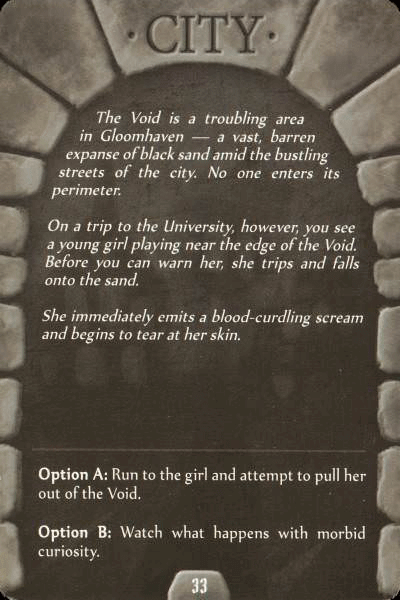 · CITY ·
The Void is a troubling area
in Gloomhaven — a vast, barren
expanse of black sand amid the bustling
streets of the city. No one enters its
perimeter.
On a trip to the University, however, you see
a young girl playing near the edge of the Void.
Before you can warn her, she trips and falls
onto the sand.
She immediately emits a blood-curdling scream
and begins to tear at her skin.
Option A: Run to the girl and attempt to pull her
out of the Void.
Option B: Watch what happens with morbid
curiosity.
33